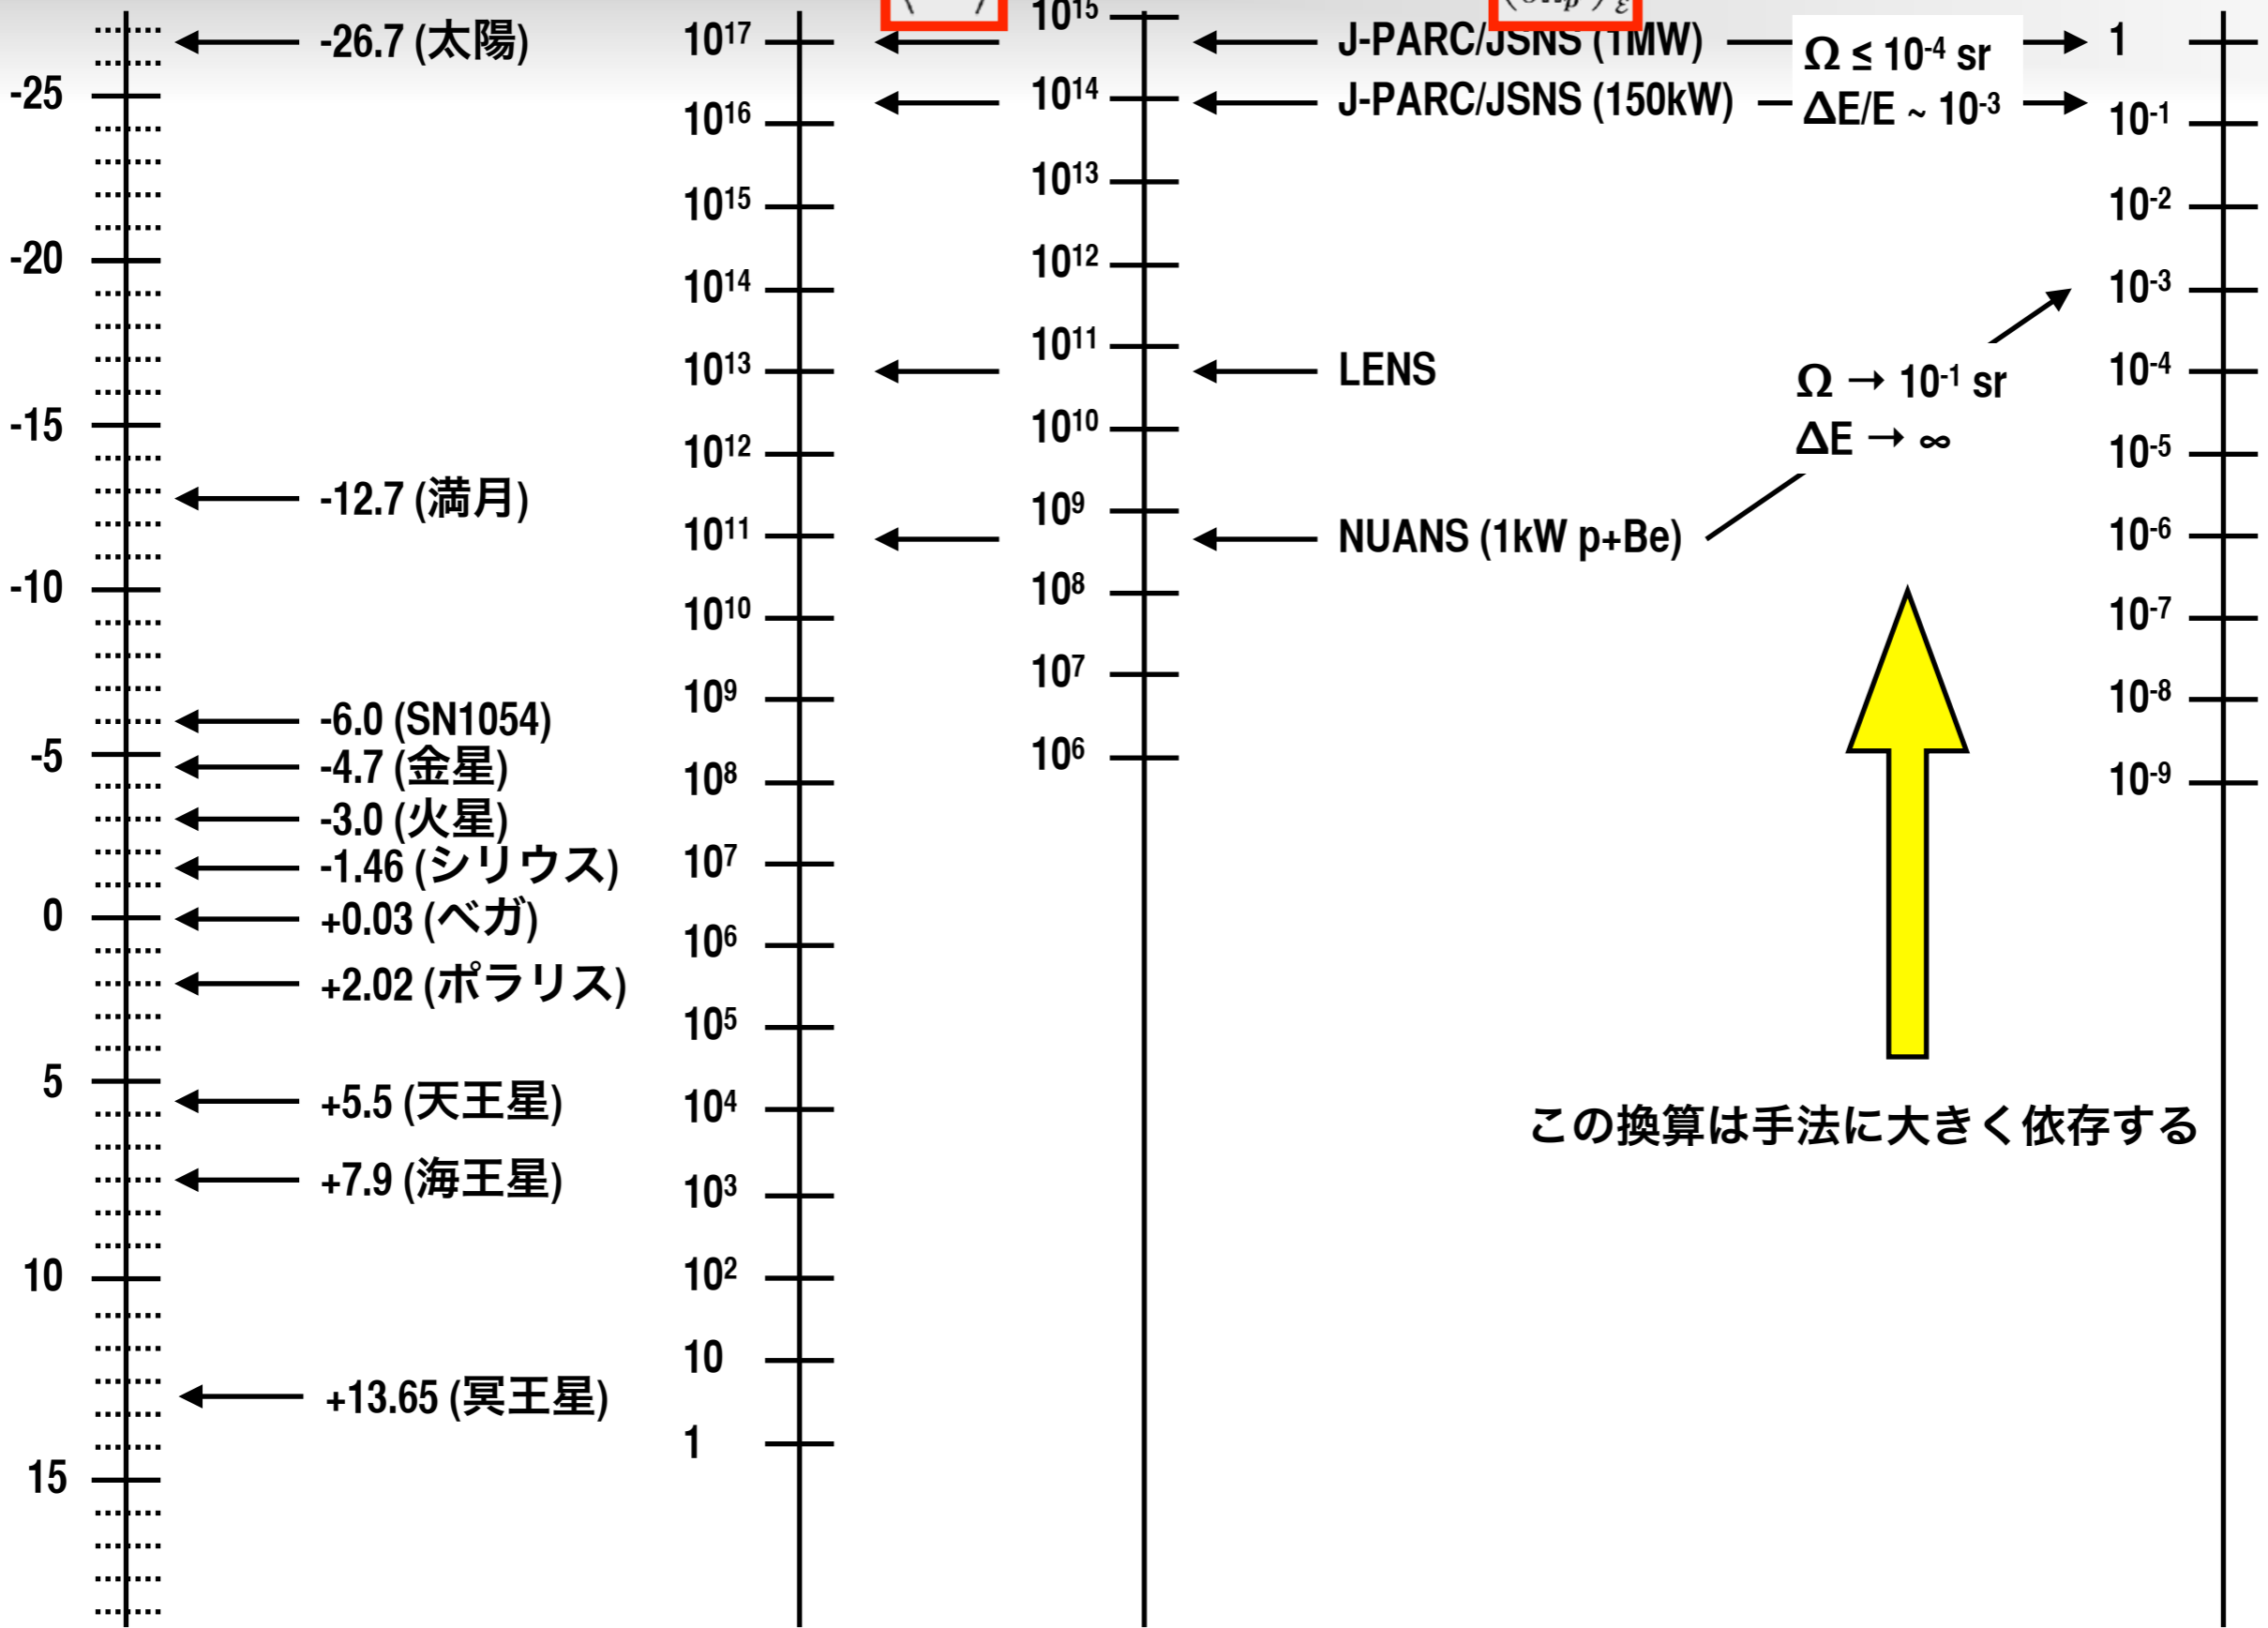 -25
-20
-15
-10
-5
0
5
10
15
-26.7 (太陽)
-12.7 (満月)
-6.0 (SN1054)
-4.7 (金星)
-3.0 (火星)
-1.46 (シリウス)
+0.03 (ベガ)
+2.02 (ポラリス)
+5.5 (天王星)
+7.9 (海王星)
+13.65 (冥王星)
10¹⁷
10¹⁶
10¹⁵
10¹⁴
10¹³
10¹²
10¹¹
10¹⁰
10⁹
10⁸
10⁷
10⁶
10⁵
10⁴
10³
10²
10
1
10¹⁵
10¹⁴
10¹³
10¹²
10¹¹
10¹⁰
10⁹
10⁸
10⁷
10⁶
J-PARC/JSNS (1MW)
J-PARC/JSNS (150kW)
LENS
NUANS (1kW p+Be)
Ω ≤ 10⁻⁴ sr
ΔE/E ~ 10⁻³
Ω → 10⁻¹ sr
ΔE → ∞
この換算は手法に大きく依存する
1
10⁻¹
10⁻²
10⁻³
10⁻⁴
10⁻⁵
10⁻⁶
10⁻⁷
10⁻⁸
10⁻⁹